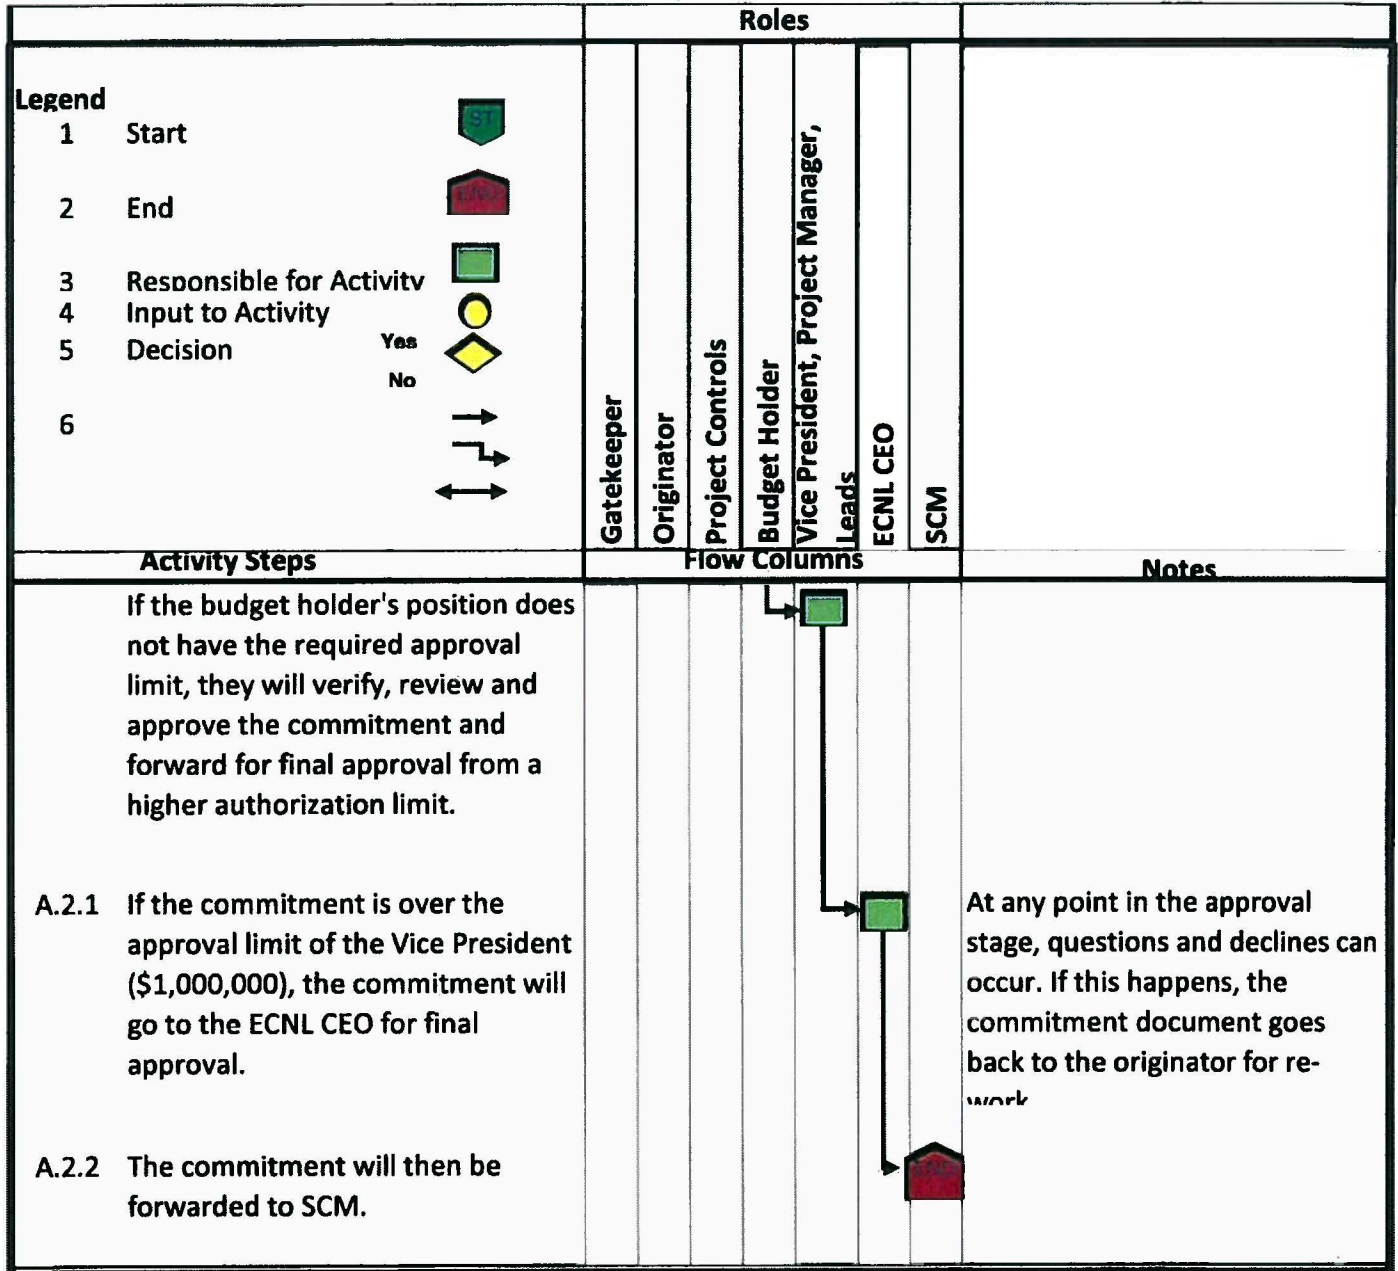 Roles
Legend
1 Start
2 End
3 Responsible for Activity
4 Input to Activity
5 Decision
Yes
No
6
ST
END
Gatekeeper
Originator
Project Controls
Budget Holder
Vice President, Project Manager,
Leads
ECNL CEO
SCM
Activity Steps
Flow Columns
Notes
If the budget holder's position does
not have the required approval
limit, they will verify, review and
approve the commitment and
forward for final approval from a
higher authorization limit.
A.2.1 If the commitment is over the
approval limit of the Vice President
($1,000,000), the commitment will
go to the ECNL CEO for final
approval.
At any point in the approval
stage, questions and declines can
occur. If this happens, the
commitment document goes
back to the originator for re-
work
A.2.2 The commitment will then be
forwarded to SCM.
END